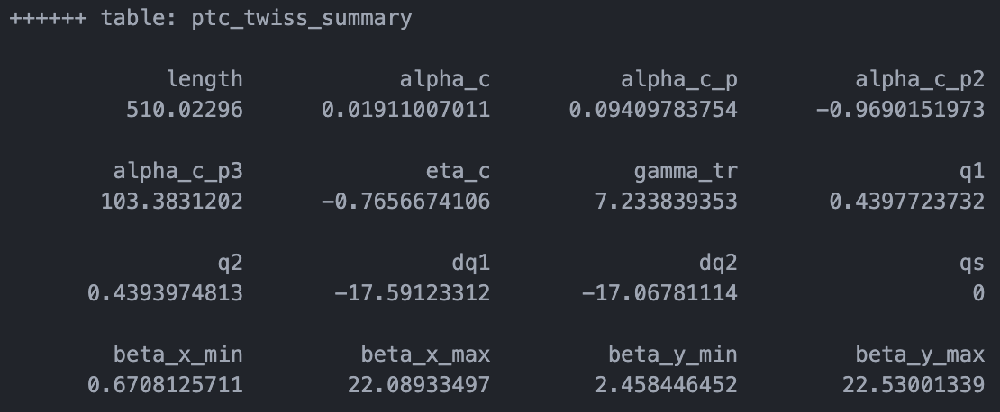 ++++++ table: ptc_twiss_summary
length alpha_c alpha_c_p alpha_c_p2
510.02296 0.01911007011 0.09409783754 -0.9690151973
alpha_c_p3 eta_c gamma_tr q1
103.3831202 -0.7656674106 7.233839353 0.4397723732
q2 dq1 dq2 qs
0.4393974813 -17.59123312 -17.06781114 0
beta_x_min beta_x_max beta_y_min beta_y_max
0.6708125711 22.08933497 2.458446452 22.53001339